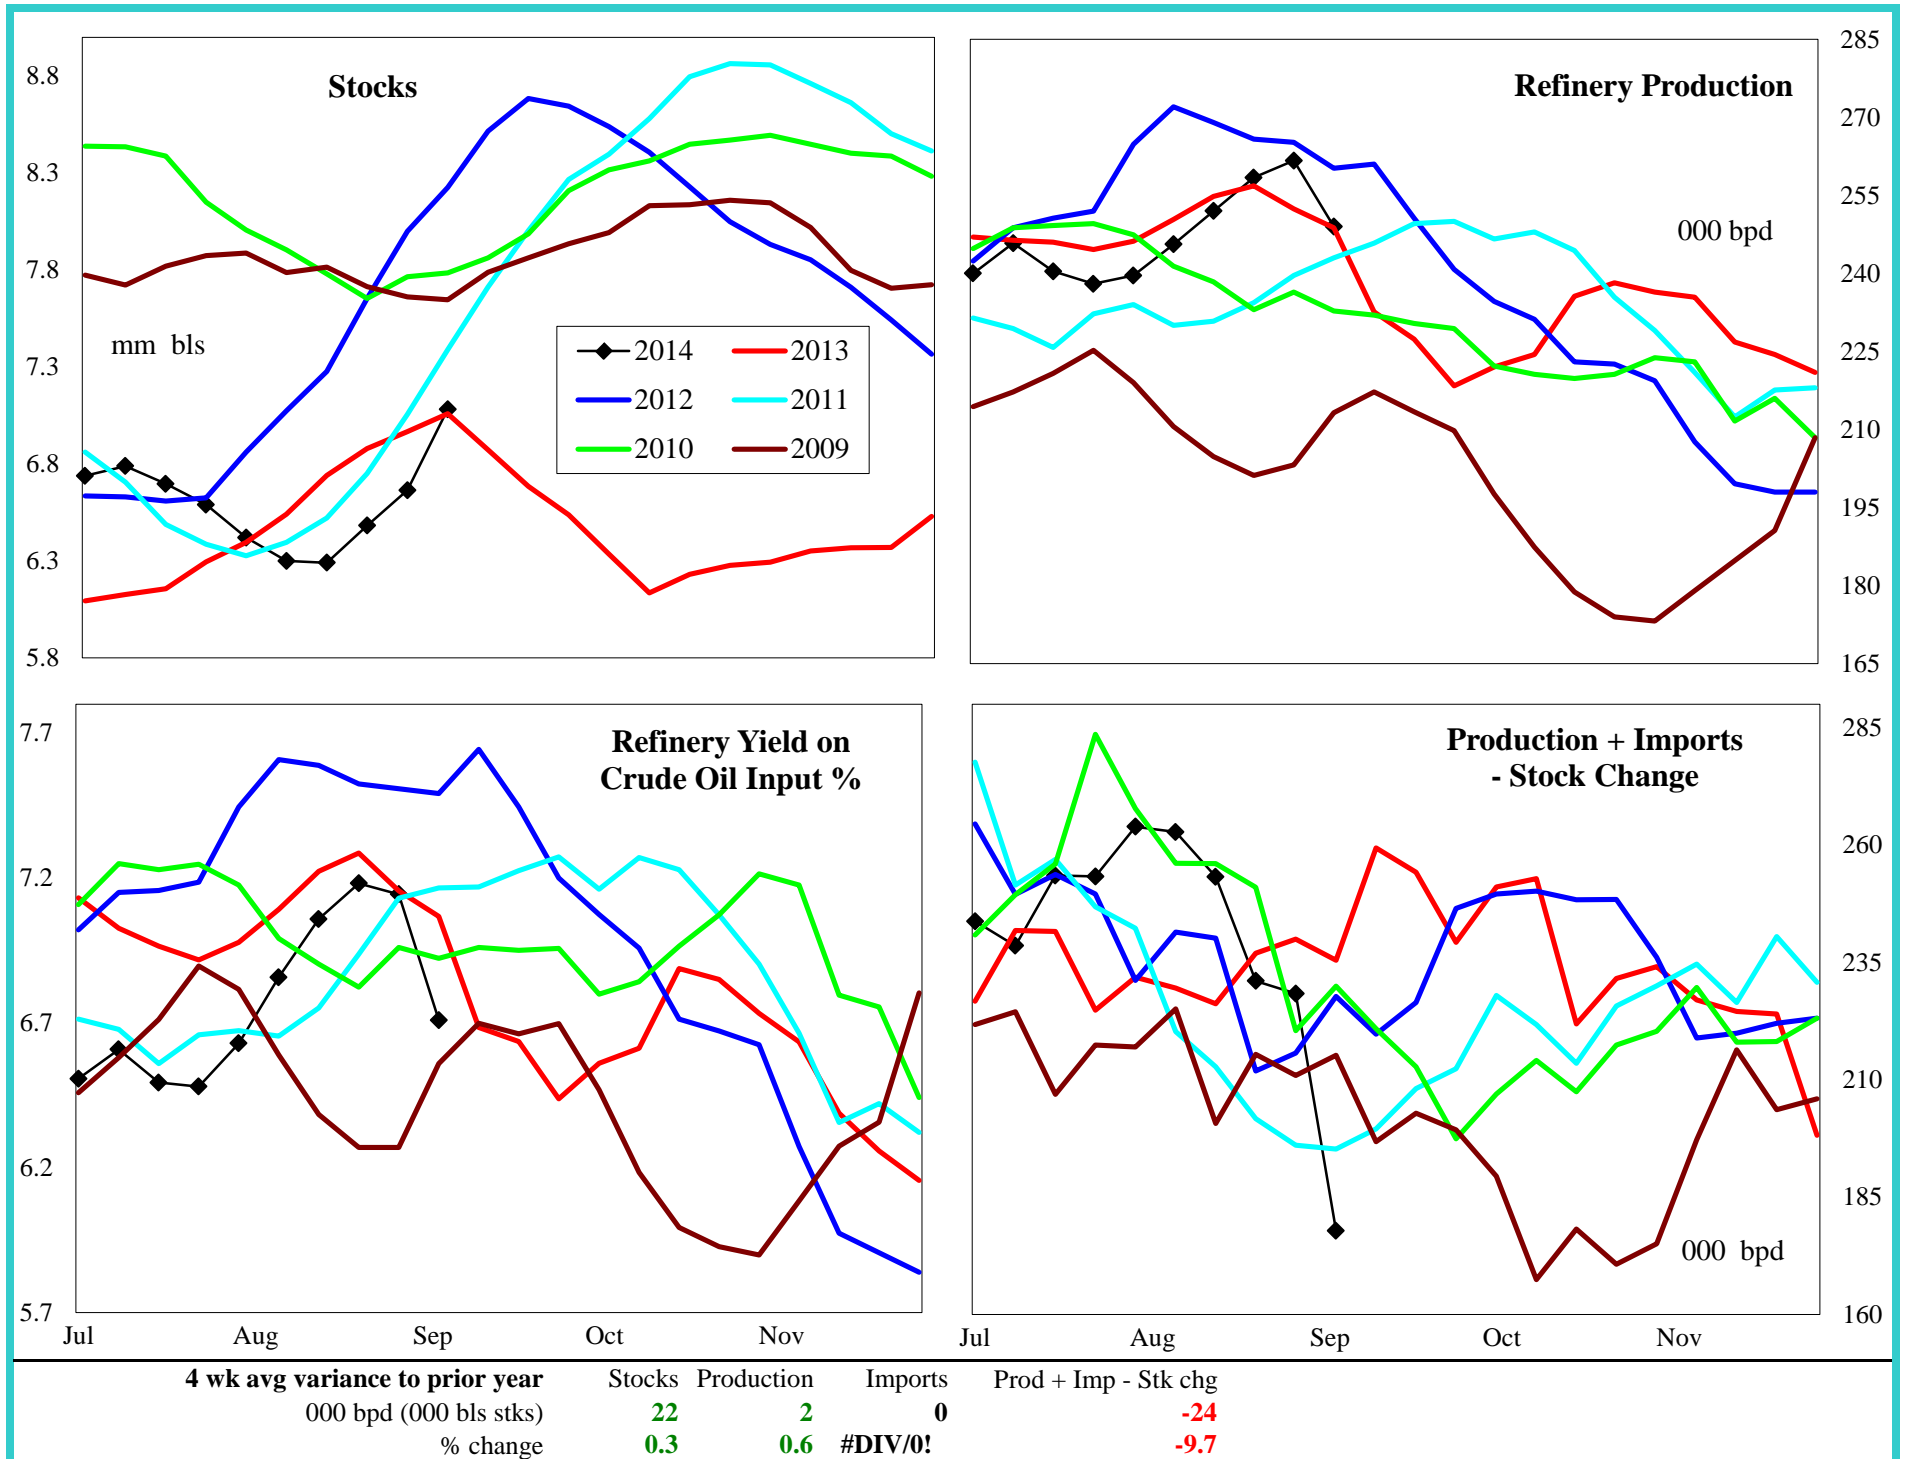 Stocks
8.8
8.3
7.8
7.3
6.8
6.3
5.8
mm bls
2014 2013
2012 2011
2010 2009
Refinery Production
000 bpd
285
270
255
240
225
210
195
180
165
Refinery Yield on
Crude Oil Input %
7.7
7.2
6.7
6.2
5.7
Jul Aug Sep Oct Nov
Production + Imports
- Stock Change
285
260
235
210
185
160
000 bpd
Jul Aug Sep Oct Nov
4 wk avg variance to prior year Stocks Production Imports Prod + Imp - Stk chg
000 bpd (000 bls stks) 22 2 0 -24
% change 0.3 0.6 #DIV/0! -9.7